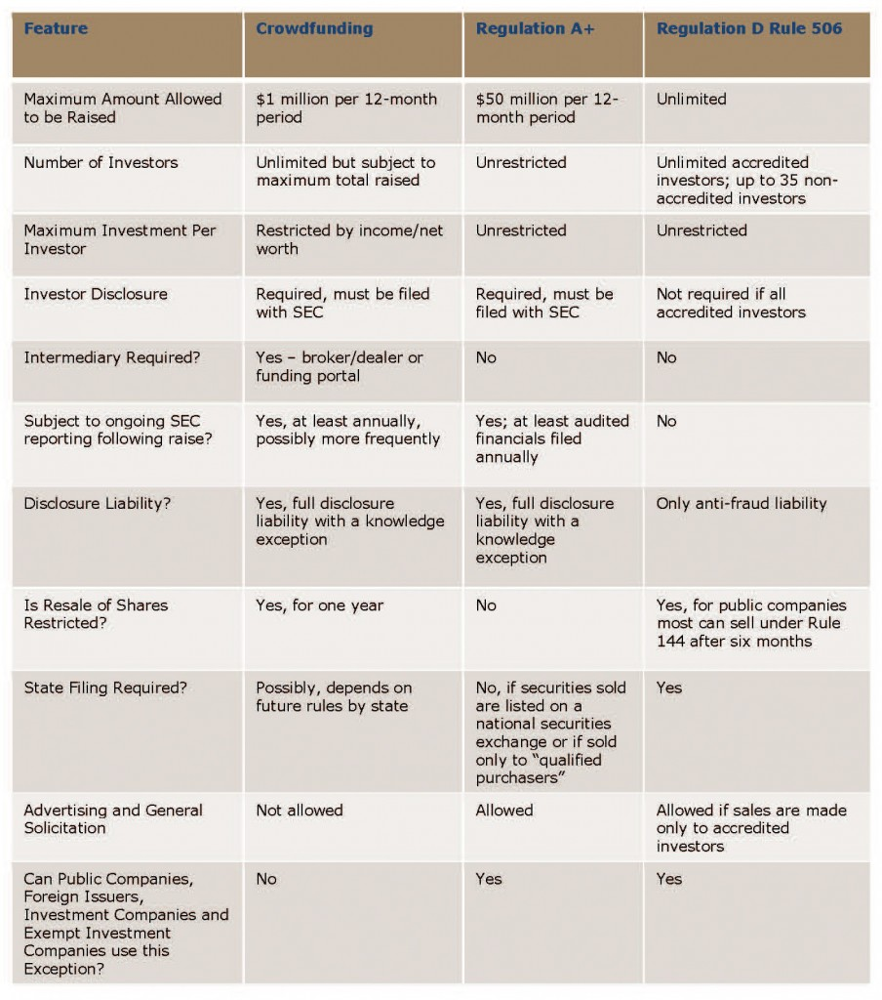 Feature
Crowdfunding
Regulation A+
Regulation D Rule 506
Maximum Amount Allowed
to be Raised
$1 million per 12-month
period
$50 million per 12-
month period
Unlimited
Number of Investors
Unlimited but subject to
maximum total raised
Unrestricted
Unlimited accredited
investors; up to 35 non-
accredited investors
Maximum Investment Per
Investor
Restricted by income/net
worth
Unrestricted
Unrestricted
Investor Disclosure
Required, must be filed
with SEC
Required, must be
filed with SEC
Not required if all
accredited investors
Intermediary Required?
Yes – broker/dealer or
funding portal
No
No
Subject to ongoing SEC
reporting following raise?
Yes, at least annually,
possibly more frequently
Yes; at least audited
financials filed
annually
No
Disclosure Liability?
Yes, full disclosure
liability with a knowledge
exception
Yes, full disclosure
liability with a
knowledge
exception
Only anti-fraud liability
Is Resale of Shares
Restricted?
Yes, for one year
No
Yes, for public companies
most can sell under Rule
144 after six months
State Filing Required?
Possibly, depends on
future rules by state
No, if securities sold
are listed on a
national securities
exchange or if sold
only to “qualified
purchasers”
Yes
Advertising and General
Solicitation
Not allowed
Allowed
Allowed if sales are made
only to accredited
investors
Can Public Companies,
Foreign Issuers,
Investment Companies and
Exempt Investment
Companies use this
Exception?
No
Yes
Yes